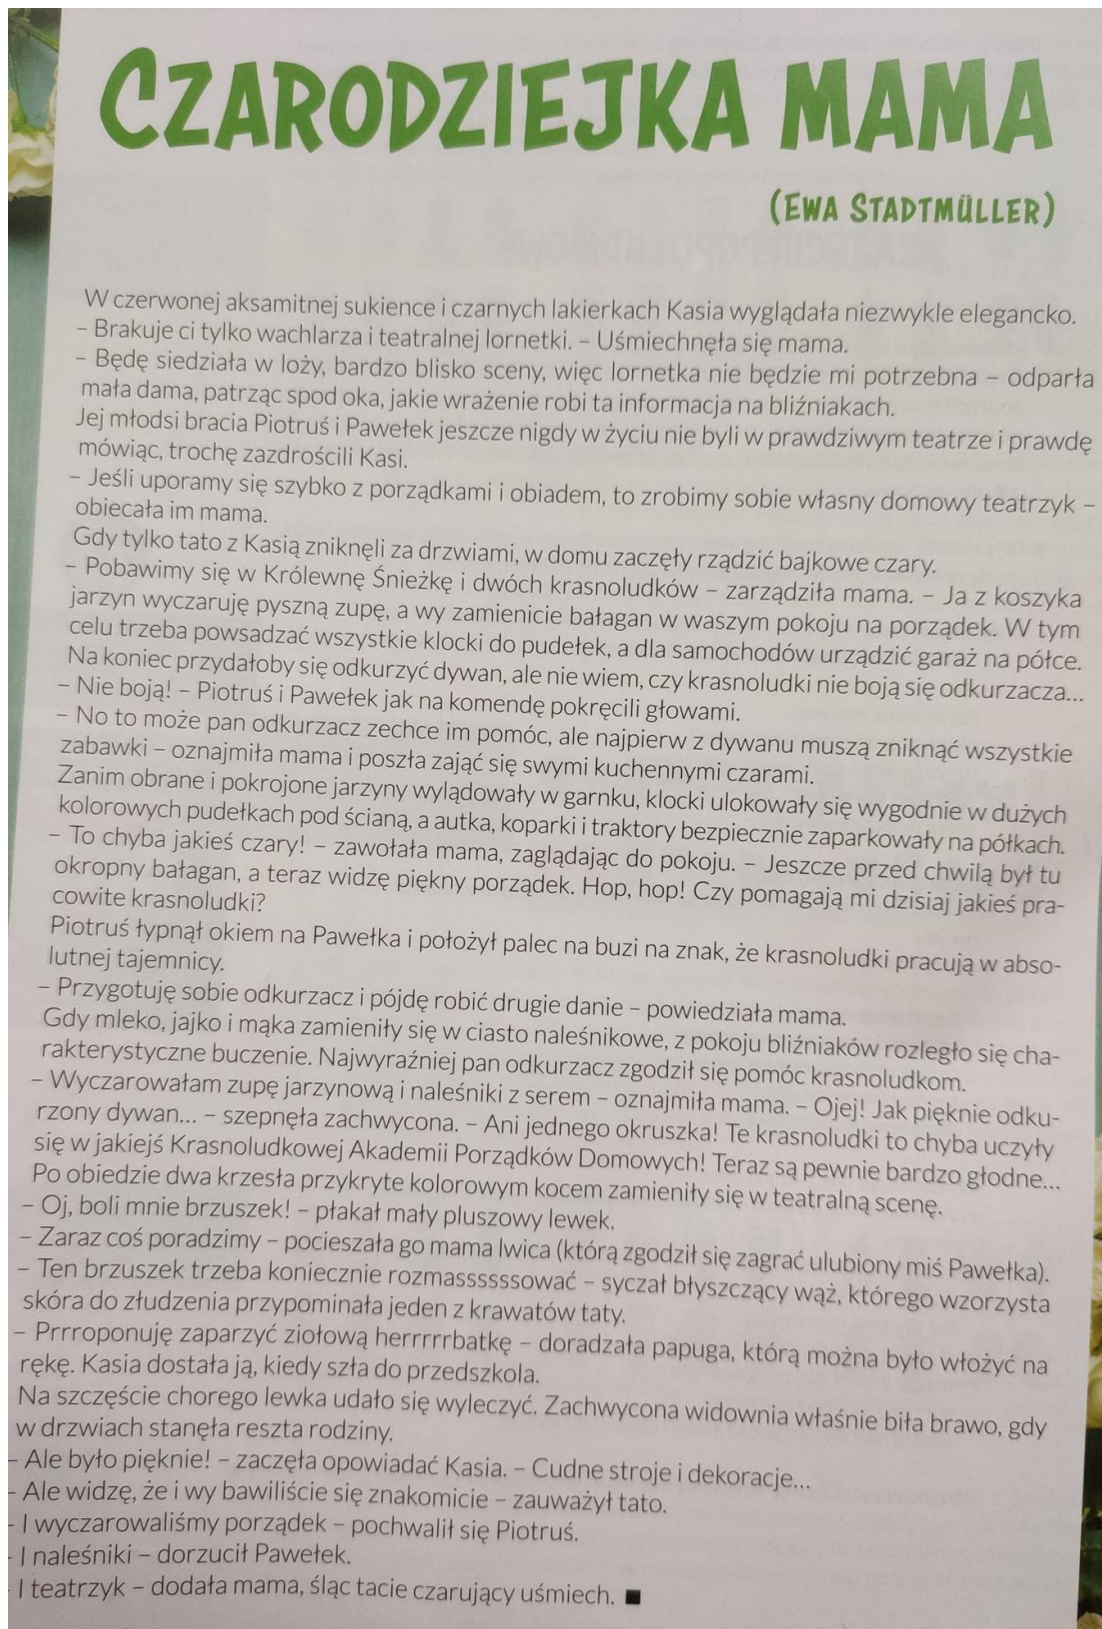 CZARODZIEJKA MAMA
(EWA STADTMÜLLER)
W czerwonej aksamitnej sukience i czarnych lakierkach Kasia wyglądała niezwykle elegancko.
– Brakuje ci tylko wachlarza i teatralnej lornetki. – Uśmiechnęła się mama.
– Będę siedziała w loży, bardzo blisko sceny, więc lornetka nie będzie mi potrzebna – odparła
mała dama, patrząc spod oka, jakie wrażenie robi ta informacja na bliźniakach.
Jej młodsi bracia Piotruś i Pawełek jeszcze nigdy w życiu nie byli w prawdziwym teatrze i prawdę
mówiąc, trochę zazdrościli Kasi.
– Jeśli uporamy się szybko z porządkami i obiadem, to zrobimy sobie własny domowy teatrzyk –
obiecała im mama.
Gdy tylko tato z Kasią zniknęli za drzwiami, w domu zaczęły rządzić bajkowe czary.
– Pobawimy się w Królewnę Śnieżkę i dwóch krasnoludków – zarządziła mama. – Ja z koszyka
jarzyn wyczaruję pyszną zupę, a wy zamienicie bałagan w waszym pokoju na porządek. W tym
celu trzeba powsadzać wszystkie klocki do pudełek, a dla samochodów urządzić garaż na półce.
Na koniec przydałoby się odkurzyć dywan, ale nie wiem, czy krasnoludki nie boją się odkurzacza...
– Nie boją! – Piotruś i Pawełek jak na komendę pokręcili głowami.
– No to może pan odkurzacz zechce im pomóc, ale najpierw z dywanu muszą zniknąć wszystkie
zabawki – oznajmiła mama i poszła zająć się swymi kuchennymi czarami.
Zanim obrane i pokrojone jarzyny wylądowały w garnku, klocki ulokowały się wygodnie w dużych
kolorowych pudełkach pod ścianą, a autka, koparki i traktory bezpiecznie zaparkowały na półkach.
– To chyba jakieś czary! – zawołała mama, zaglądając do pokoju. – Jeszcze przed chwilą był tu
okropny bałagan, a teraz widzę piękny porządek. Hop, hop! Czy pomagają mi dzisiaj jakieś pra-
cowite krasnoludki?
Piotruś łypnął okiem na Pawełka i położył palec na buzi na znak, że krasnoludki pracują w abso-
lutnej tajemnicy.
– Przygotuję sobie odkurzacz i pójdę robić drugie danie – powiedziała mama.
Gdy mleko, jajko i mąka zamieniły się w ciasto naleśnikowe, z pokoju bliźniaków rozległo się cha-
rakterystyczne buczenie. Najwyraźniej pan odkurzacz zgodził się pomóc krasnoludkom.
– Wyczarowałam zupę jarzynową i naleśniki z serem – oznajmiła mama. – Ojej! Jak pięknie odku-
rzony dywan... – szepnęła zachwycona. – Ani jednego okruszka! Te krasnoludki to chyba uczyły
się w jakiejś Krasnoludkowej Akademii Porządków Domowych! Teraz są pewnie bardzo głodne...
Po obiedzie dwa krzesła przykryte kolorowym kocem zamieniły się w teatralną scenę.
– Oj, boli mnie brzuszek! – płakał mały pluszowy lewek.
– Zaraz coś poradzimy – pocieszała go mama lwica (którą zgodził się zagrać ulubiony miś Pawełka).
– Ten brzuszek trzeba koniecznie rozmassssssować – syczał błyszczący wąż, którego wzorzysta
skóra do złudzenia przypominała jeden z krawatów taty.
– Prrroponuję zaparzyć ziołową herrrrrbatkę – doradzała papuga, którą można było włożyć na
rękę. Kasia dostała ją, kiedy szła do przedszkola.
Na szczęście chorego lewka udało się wyleczyć. Zachwycona widownia właśnie biła brawo, gdy
w drzwiach stanęła reszta rodziny.
– Ale było pięknie! – zaczęła opowiadać Kasia. – Cudne stroje i dekoracje...
– Ale widzę, że i wy bawiliście się znakomicie – zauważył tato.
– I wyczarowaliśmy porządek – pochwalił się Piotruś.
– I naleśniki – dorzucił Pawełek.
– I teatrzyk – dodała mama, śląc tacie czarujący uśmiech. ■